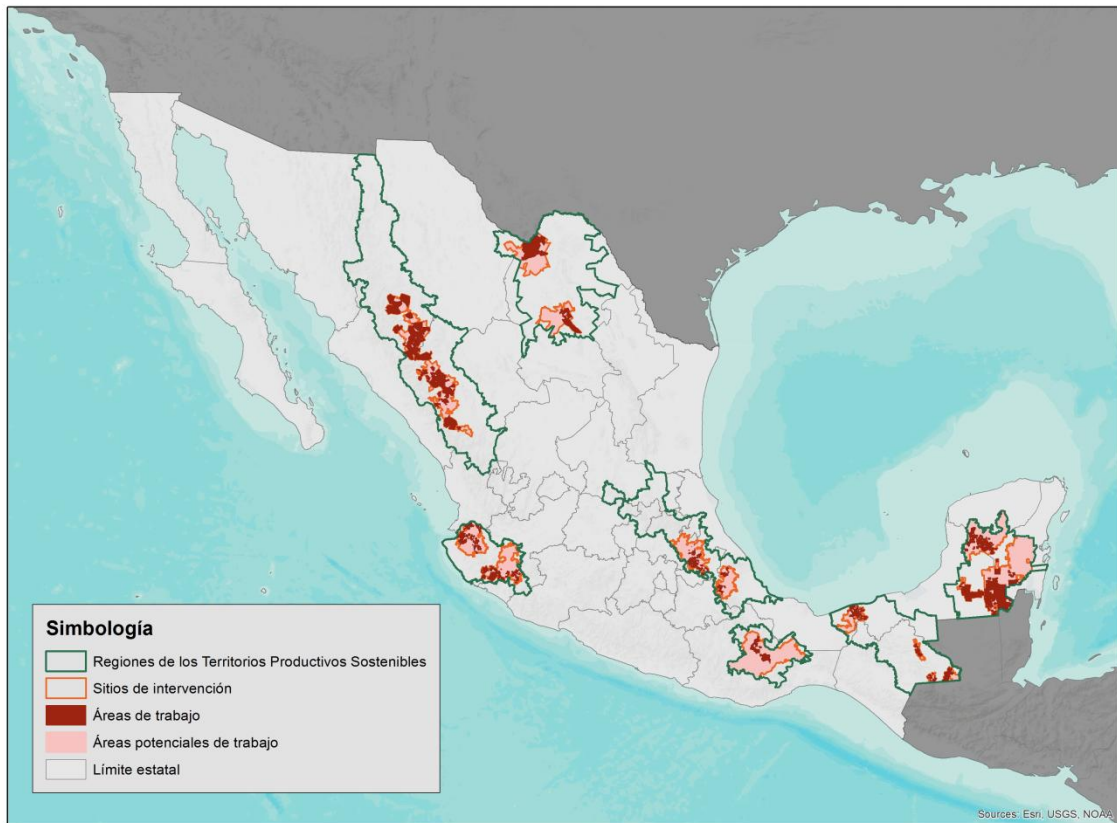 Simbología
Regiones de los Territorios Productivos Sostenibles
Sitios de intervención
Áreas de trabajo
Áreas potenciales de trabajo
Límite estatal
Sources: Esri, USGS, NOAA